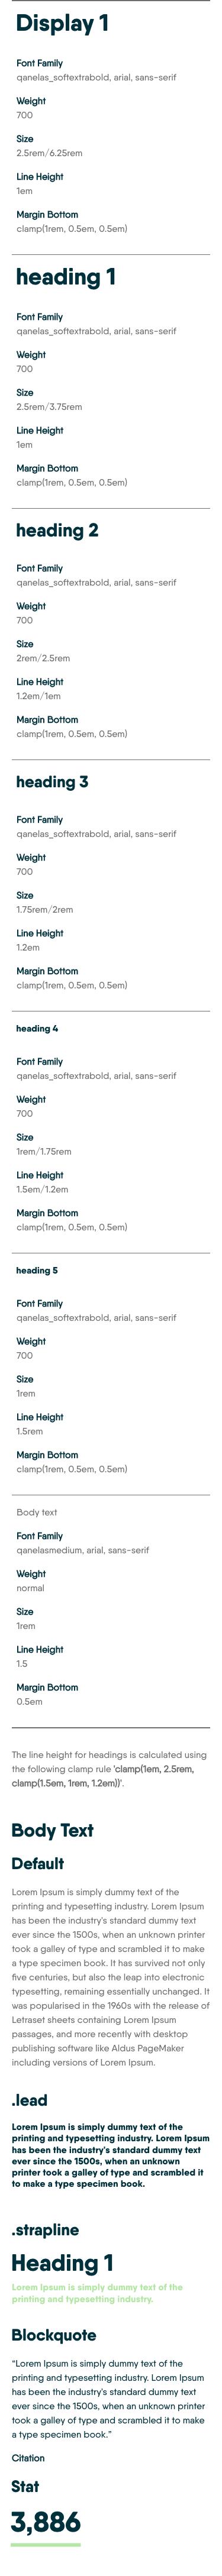 Display 1
Font Family
qanelas_softextrabold, arial, sans-serif
Weight
700
Size
2.5rem/6.25rem
Line Height
1em
Margin Bottom
clamp(1rem, 0.5em, 0.5em)
heading 1
Font Family
qanelas_softextrabold, arial, sans-serif
Weight
700
Size
2.5rem/3.75rem
Line Height
1em
Margin Bottom
clamp(1rem, 0.5em, 0.5em)
heading 2
Font Family
qanelas_softextrabold, arial, sans-serif
Weight
700
Size
2rem/2.5rem
Line Height
1.2em/1em
Margin Bottom
clamp(1rem, 0.5em, 0.5em)
heading 3
Font Family
qanelas_softextrabold, arial, sans-serif
Weight
700
Size
1.75rem/2rem
Line Height
1.2em
Margin Bottom
clamp(1rem, 0.5em, 0.5em)
heading 4
Font Family
qanelas_softextrabold, arial, sans-serif
Weight
700
Size
1rem/1.75rem
Line Height
1.5em/1.2em
Margin Bottom
clamp(1rem, 0.5em, 0.5em)
heading 5
Font Family
qanelas_softextrabold, arial, sans-serif
Weight
700
Size
1rem
Line Height
1.5rem
Margin Bottom
clamp(1rem, 0.5em, 0.5em)
Body text
Font Family
qanelasmedium, arial, sans-serif
Weight
normal
Size
1rem
Line Height
1.5
Margin Bottom
0.5em
The line height for headings is calculated using
the following clamp rule 'clamp(1em, 2.5rem,
clamp(1.5em, 1rem, 1.2em))'.
Body Text
Default
Lorem Ipsum is simply dummy text of the
printing and typesetting industry. Lorem Ipsum
has been the industry's standard dummy text
ever since the 1500s, when an unknown printer
took a galley of type and scrambled it to make
a type specimen book. It has survived not only
five centuries, but also the leap into electronic
typesetting, remaining essentially unchanged. It
was popularised in the 1960s with the release of
Letraset sheets containing Lorem Ipsum
passages, and more recently with desktop
publishing software like Aldus PageMaker
including versions of Lorem Ipsum.
.lead
Lorem Ipsum is simply dummy text of the
printing and typesetting industry. Lorem Ipsum
has been the industry's standard dummy text
ever since the 1500s, when an unknown
printer took a galley of type and scrambled it
to make a type specimen book.
.strapline
Heading 1
Lorem Ipsum is simply dummy text of the
printing and typesetting industry.
Blockquote
“Lorem Ipsum is simply dummy text of the
printing and typesetting industry. Lorem Ipsum
has been the industry's standard dummy text
ever since the 1500s, when an unknown printer
took a galley of type and scrambled it to make
a type specimen book.”
Citation
Stat
3,886